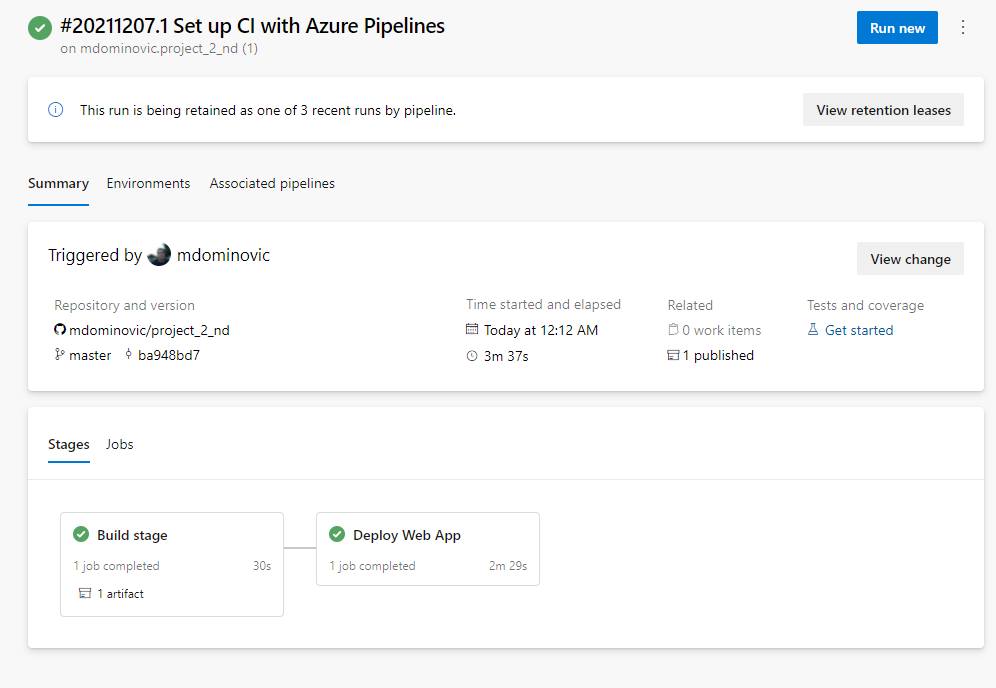 #20211207.1 Set up CI with Azure Pipelines
on mdominovic.project_2_nd (1)
Run new
This run is being retained as one of 3 recent runs by pipeline.
View retention leases
Summary Environments Associated pipelines
Triggered by mdominovic
View change
Repository and version
mdominovic/project_2_nd
master ba948bd7
Time started and elapsed
Today at 12:12 AM
3m 37s
Related
0 work items
1 published
Tests and coverage
Get started
Stages Jobs
Build stage
1 job completed 30s
1 artifact
Deploy Web App
1 job completed 2m 29s